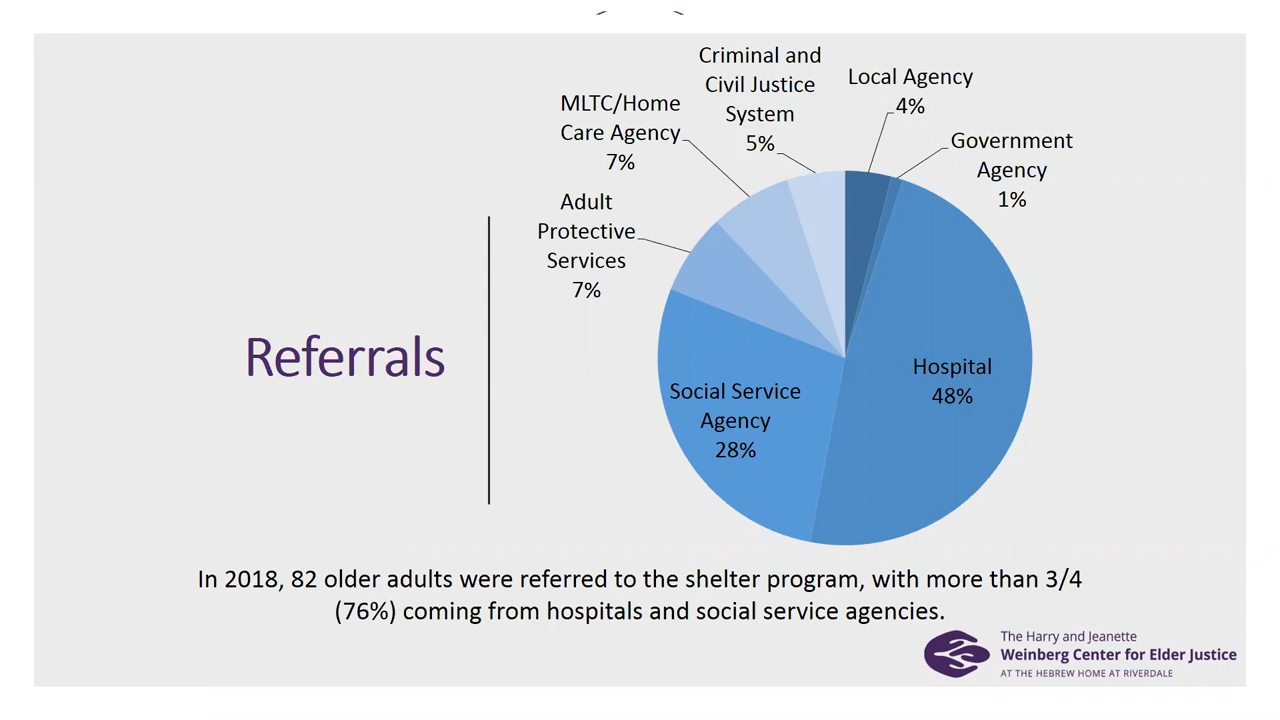 Criminal and
Civil Justice
System
5%
Local Agency
4%
MLTC/Home
Care Agency
7%
Government
Agency
1%
Adult
Protective
Services
7%
Referrals
Hospital
48%
Social Service
Agency
28%
In 2018, 82 older adults were referred to the shelter program, with more than 3/4
(76%) coming from hospitals and social service agencies.
The Harry and Jeanette
Weinberg Center for Elder Justice
AT THE HEBREW HOME AT RIVERDALE